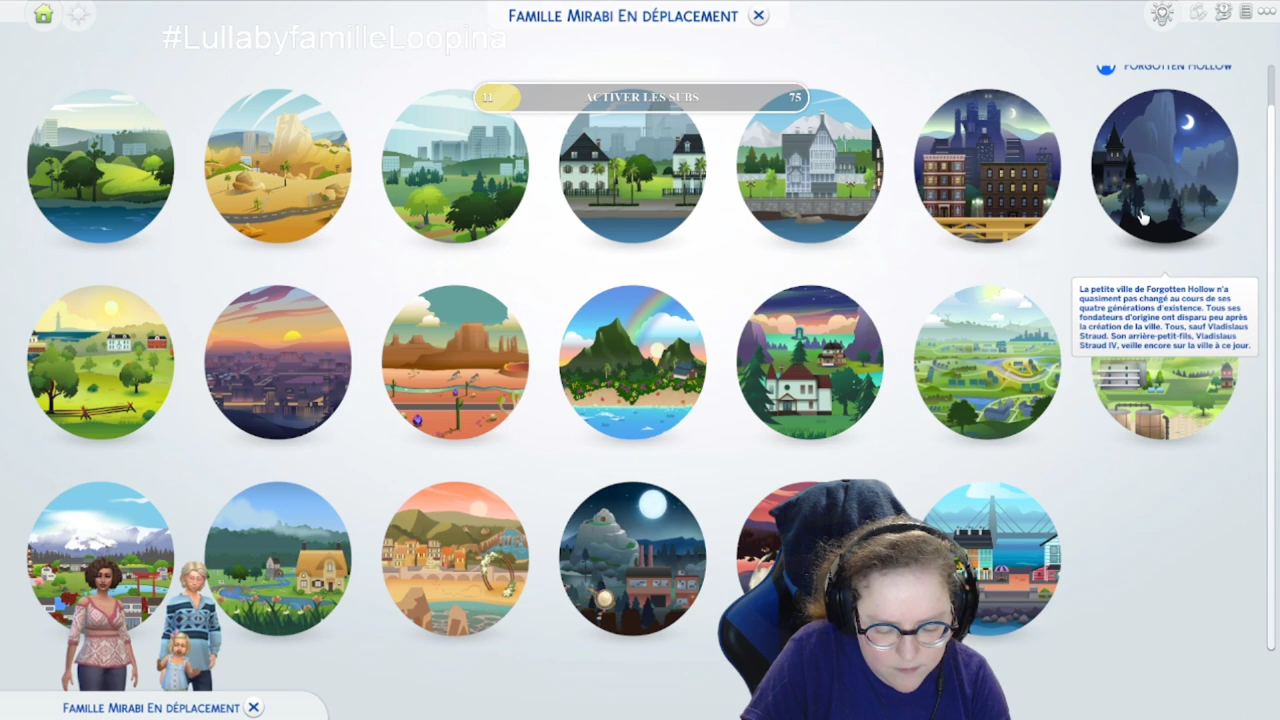 FAMILLE MIRABI EN DÉPLACEMENT
#LullabyfamilleLoopina
FORGOTTEN HOLLOW
11 ACTIVER LES SUBS 75
La petite ville de Forgotten Hollow n'a
quasiment pas changé au cours de ses
quatre générations d'existence. Tous ses
fondateurs d'origine ont disparu peu après
la création de la ville. Tous, sauf Vladislaus
Straud. Son arrière-petit-fils, Vladislaus
Straud IV, veille encore sur la ville à ce jour.
FAMILLE MIRABI EN DÉPLACEMENT